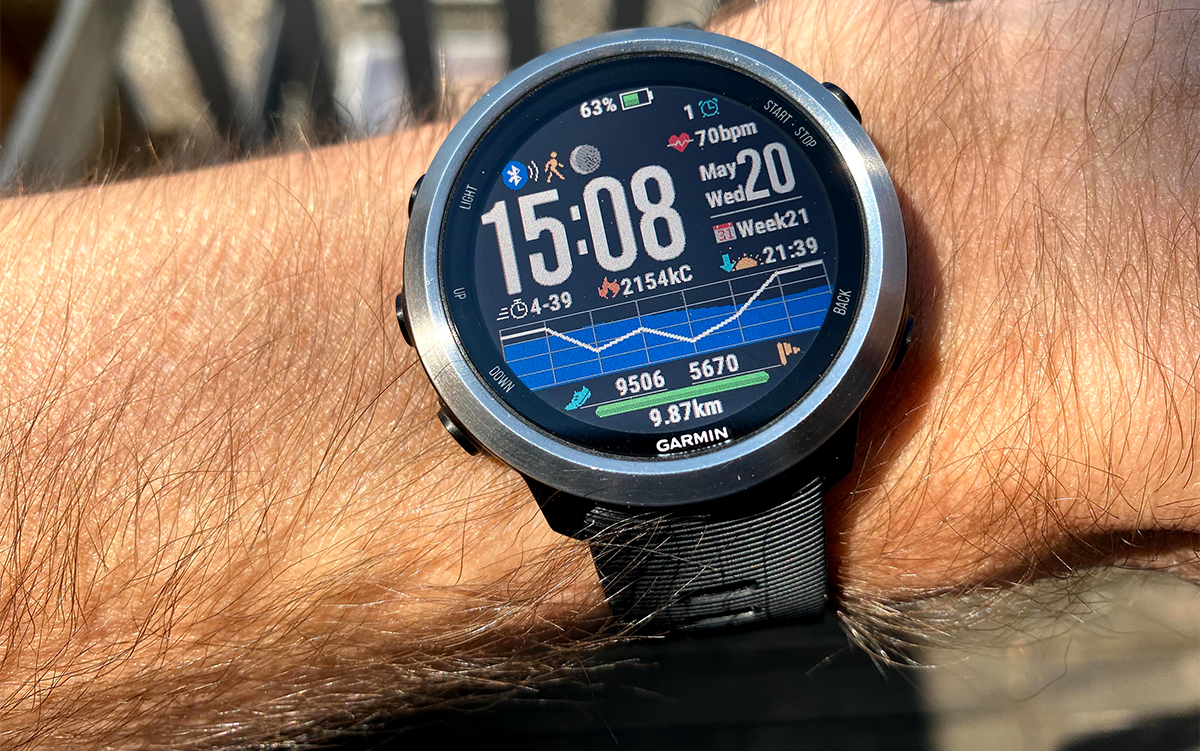 63%
1
START · STOP
70bpm
May
Wed 20
LIGHT
15:08
31 Week21
21:39
2154kC
4-39
UP
BACK
DOWN
9506 5670
9.87km
GARMIN